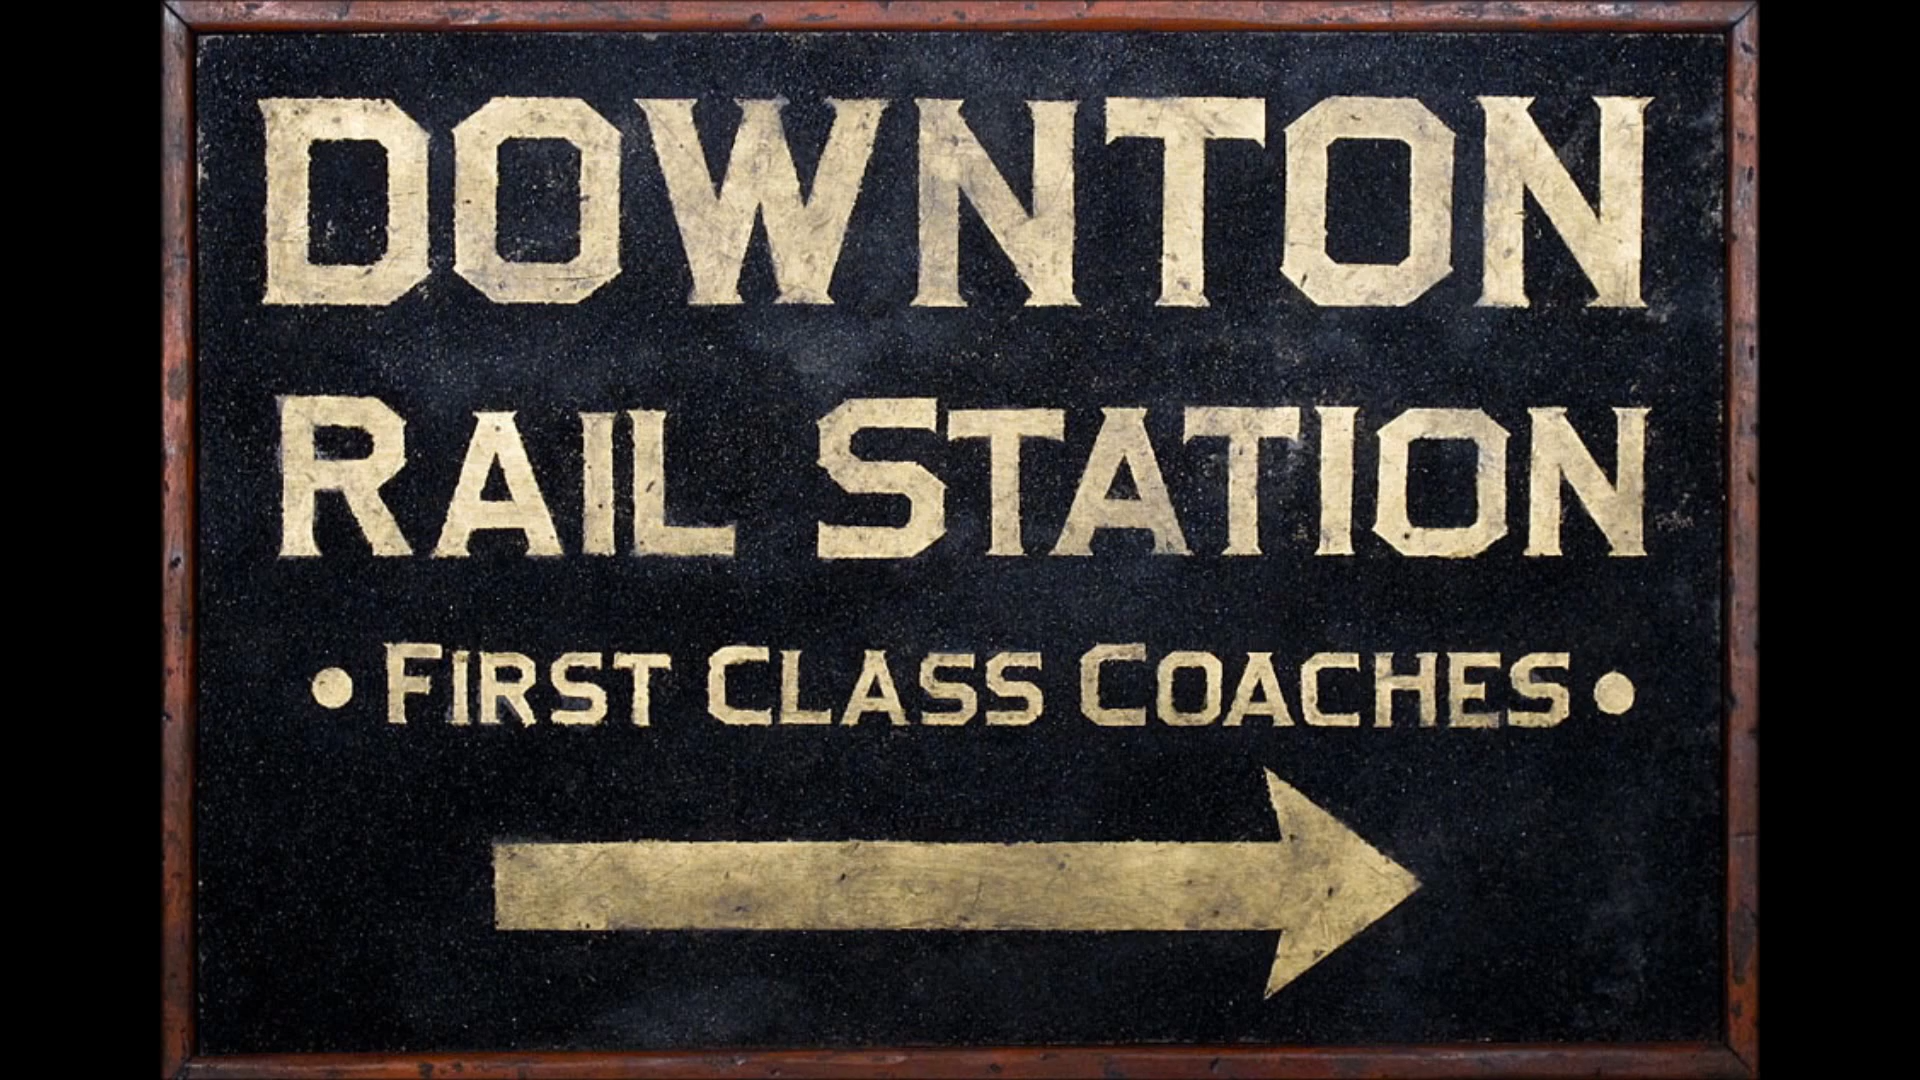 DOWNTON
RAIL STATION
• FIRST CLASS COACHES •